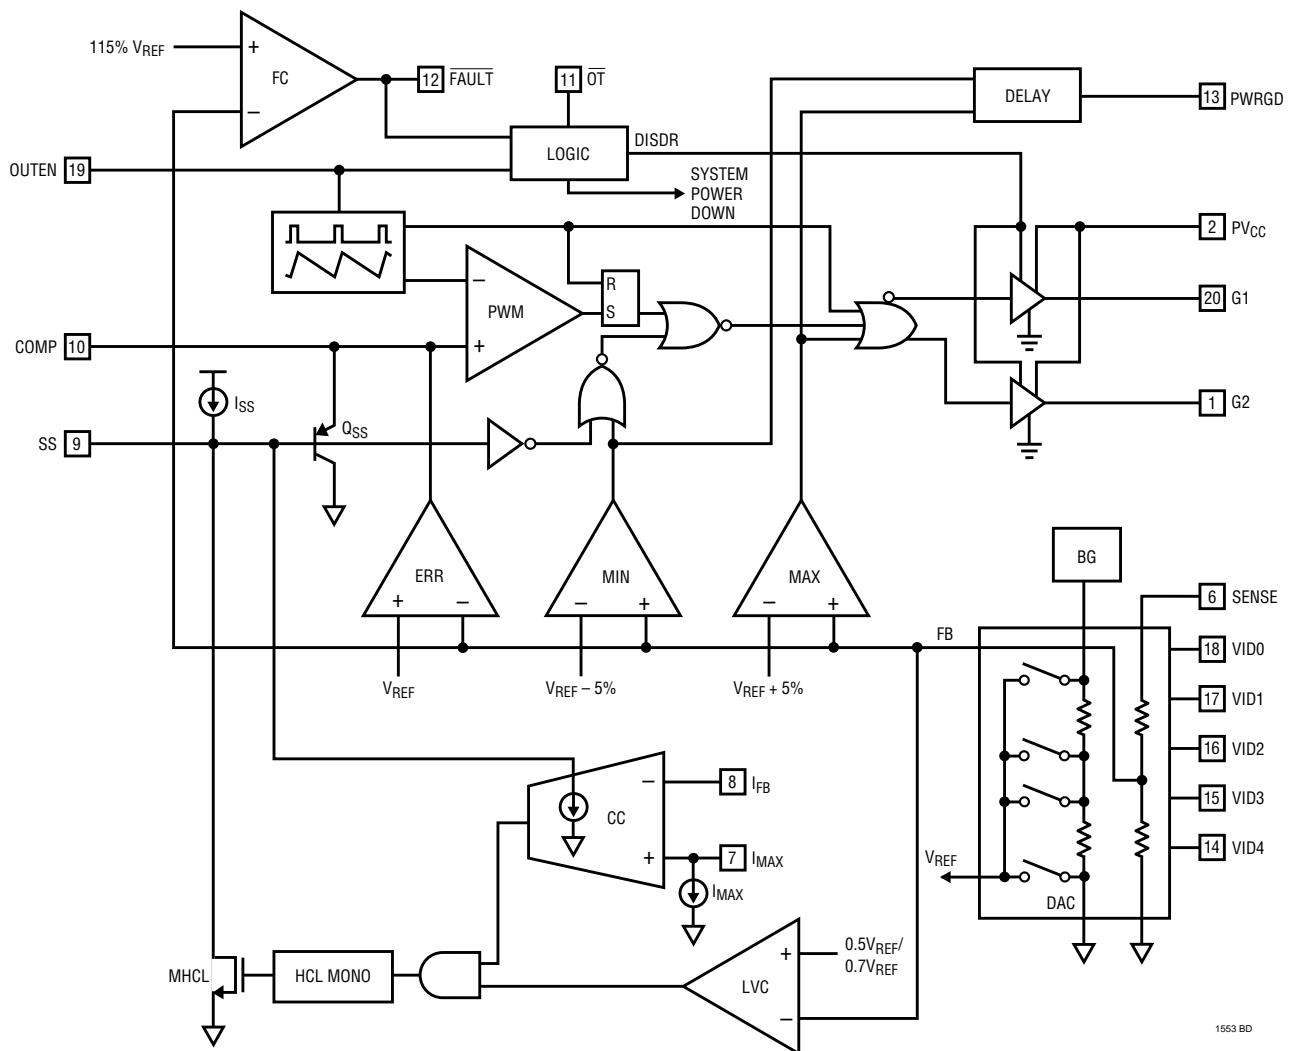 115% VREF
+
FC
–
12 FAULT
11 OT
DELAY
13 PWRGD
LOGIC
DISDR
OUTEN 19
SYSTEM
POWER
DOWN
2 PVCC
–
PWM
+
R
S
20 G1
COMP 10
ISS
QSS
1 G2
SS 9
ERR
+ –
MIN
– +
MAX
– +
BG
6 SENSE
FB
18 VID0
VREF
VREF – 5%
VREF + 5%
17 VID1
16 VID2
15 VID3
14 VID4
–
8 IFB
CC
+
7 IMAX
IMAX
VREF
DAC
+
0.5VREF/
0.7VREF
LVC
–
MHCL
HCL MONO
1553 BD